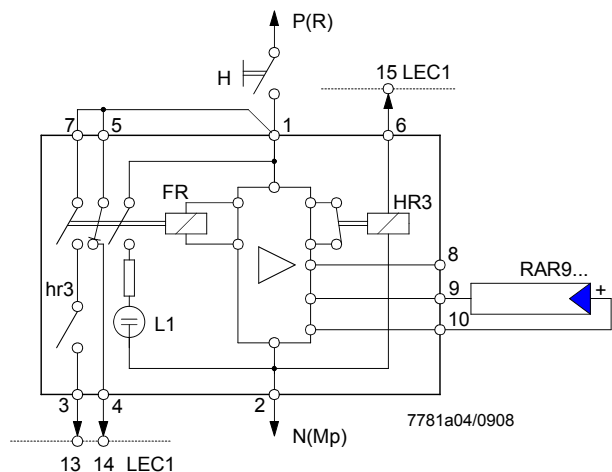 P(R)
H
15 LEC1
7 5 1 6
FR
HR3
8
RAR9...
9
+
hr3
10
L1
3 4 2
7781a04/0908
N(Mp)
13 14 LEC1